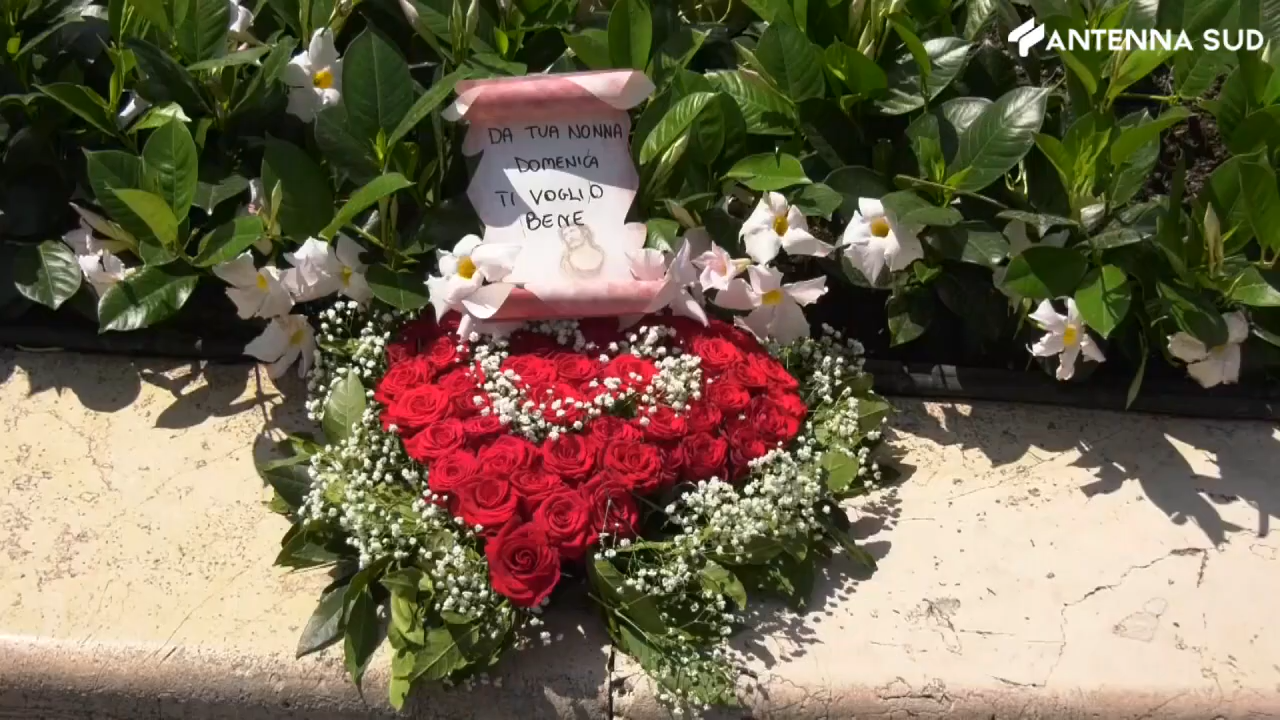 ANTENNA SUD
DA TUA NONNA
DOMENICA
TI VOGLIO
BENE